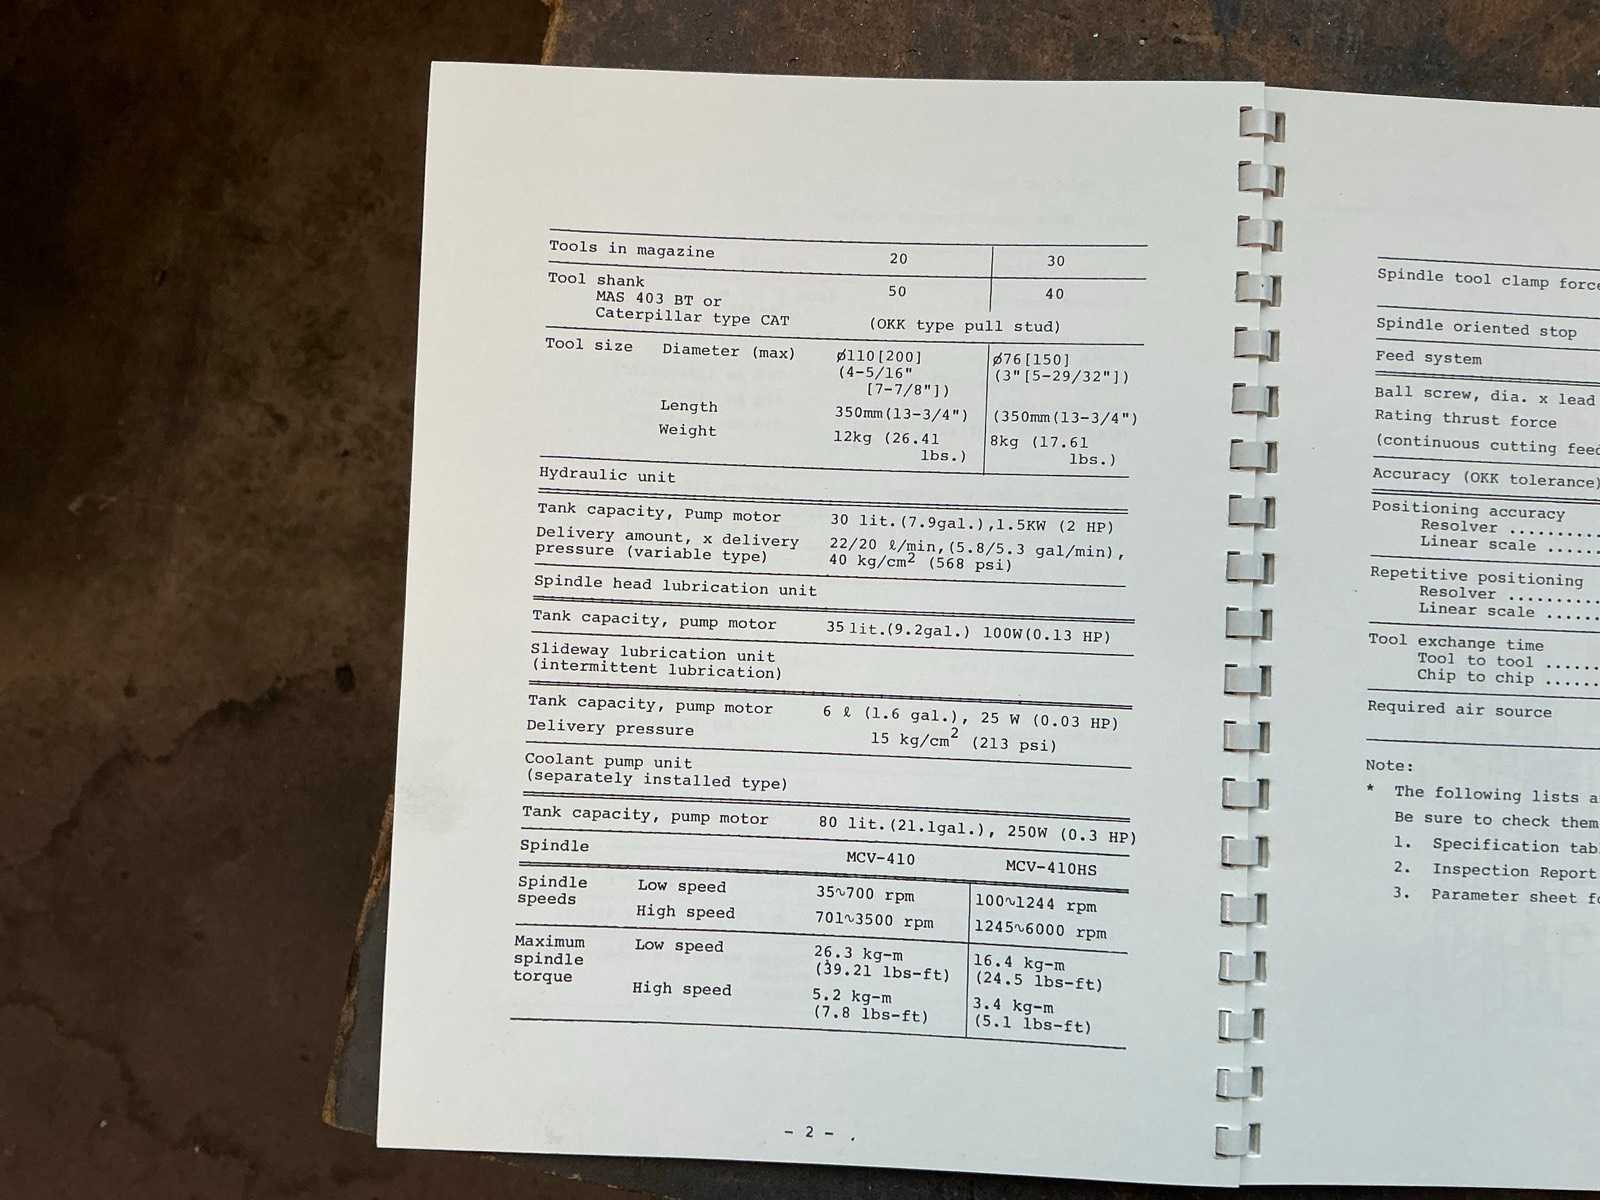 Tools in magazine 20 30
Tool shank 50 40
MAS 403 BT or
Caterpillar type CAT (OKK type pull stud)
Tool size Diameter (max) ø110[200] ø76[150]
(4-5/16" (3"[5-29/32"])
[7-7/8"])
Length 350mm(13-3/4") (350mm(13-3/4")
Weight 12kg (26.41 8kg (17.61
lbs.) lbs.)
Hydraulic unit
Tank capacity, Pump motor 30 lit.(7.9gal.),1.5KW (2 HP)
Delivery amount, x delivery 22/20 ℓ/min,(5.8/5.3 gal/min),
pressure (variable type) 40 kg/cm2 (568 psi)
Spindle head lubrication unit
Tank capacity, pump motor 35 lit.(9.2gal.) 100W(0.13 HP)
Slideway lubrication unit
(intermittent lubrication)
Tank capacity, pump motor 6 ℓ (1.6 gal.), 25 W (0.03 HP)
Delivery pressure 15 kg/cm2 (213 psi)
Coolant pump unit
(separately installed type)
Tank capacity, pump motor 80 lit.(21.1gal.), 250W (0.3 HP)
Spindle MCV-410 MCV-410HS
Spindle Low speed 35~700 rpm 100~1244 rpm
speeds
High speed 701~3500 rpm 1245~6000 rpm
Maximum Low speed 26.3 kg-m 16.4 kg-m
spindle (39.21 lbs-ft) (24.5 lbs-ft)
torque
High speed 5.2 kg-m 3.4 kg-m
(7.8 lbs-ft) (5.1 lbs-ft)
- 2 -
Spindle tool clamp force
Spindle oriented stop
Feed system
Ball screw, dia. x lead
Rating thrust force
(continuous cutting feed
Accuracy (OKK tolerance)
Positioning accuracy
Resolver ..........
Linear scale ......
Repetitive positioning
Resolver ..........
Linear scale ......
Tool exchange time
Tool to tool ......
Chip to chip ......
Required air source
Note:
* The following lists a
Be sure to check them
1. Specification tab
2. Inspection Report
3. Parameter sheet fo